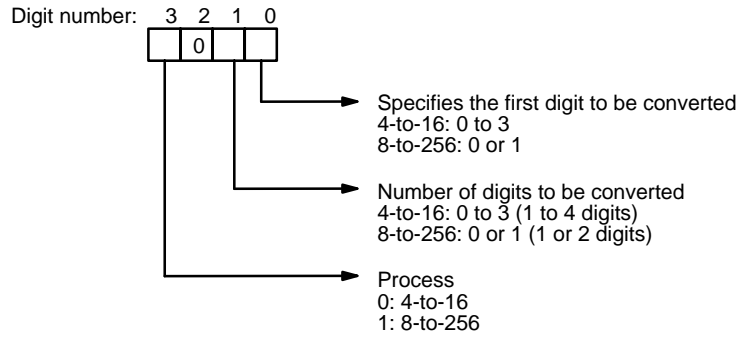 Digit number: 3 2 1 0
0
Specifies the first digit to be converted
4-to-16: 0 to 3
8-to-256: 0 or 1
Number of digits to be converted
4-to-16: 0 to 3 (1 to 4 digits)
8-to-256: 0 or 1 (1 or 2 digits)
Process
0: 4-to-16
1: 8-to-256